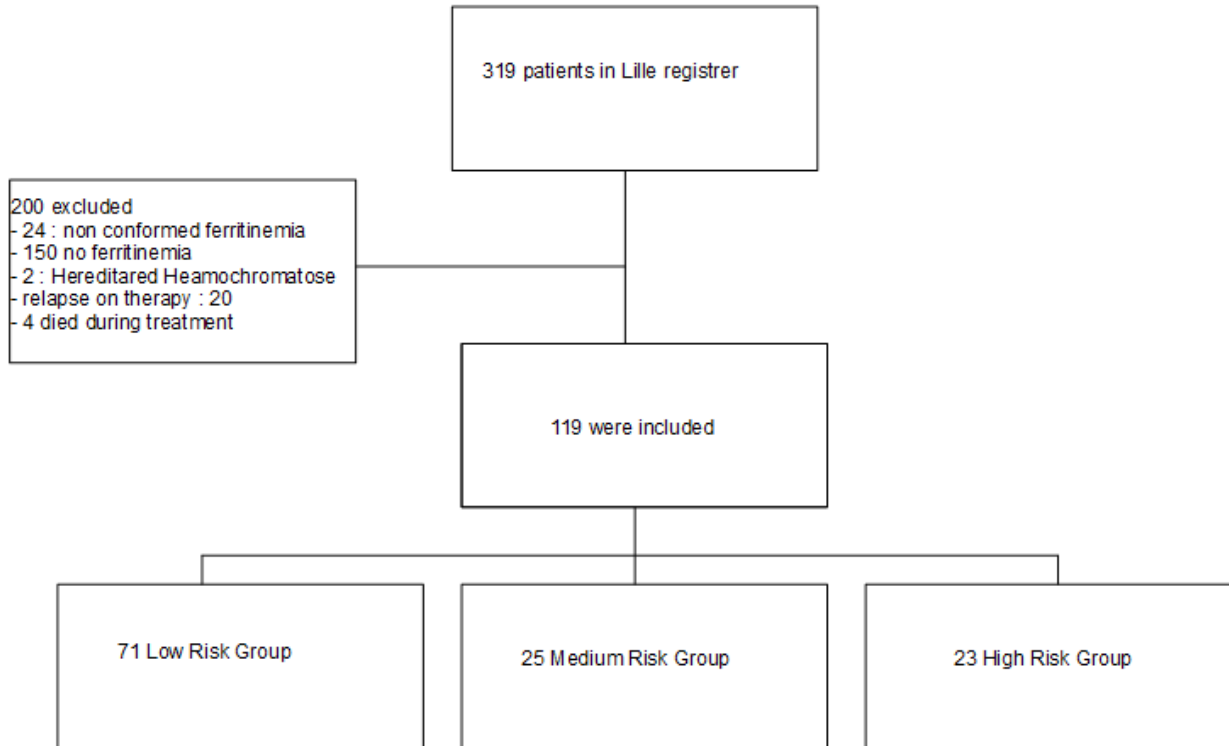 319 patients in Lille registrer
200 excluded
- 24 : non conformed ferritinemia
- 150 no ferritinemia
- 2 : Hereditared Heamochromatose
- relapse on therapy : 20
- 4 died during treatment
119 were included
71 Low Risk Group
25 Medium Risk Group
23 High Risk Group